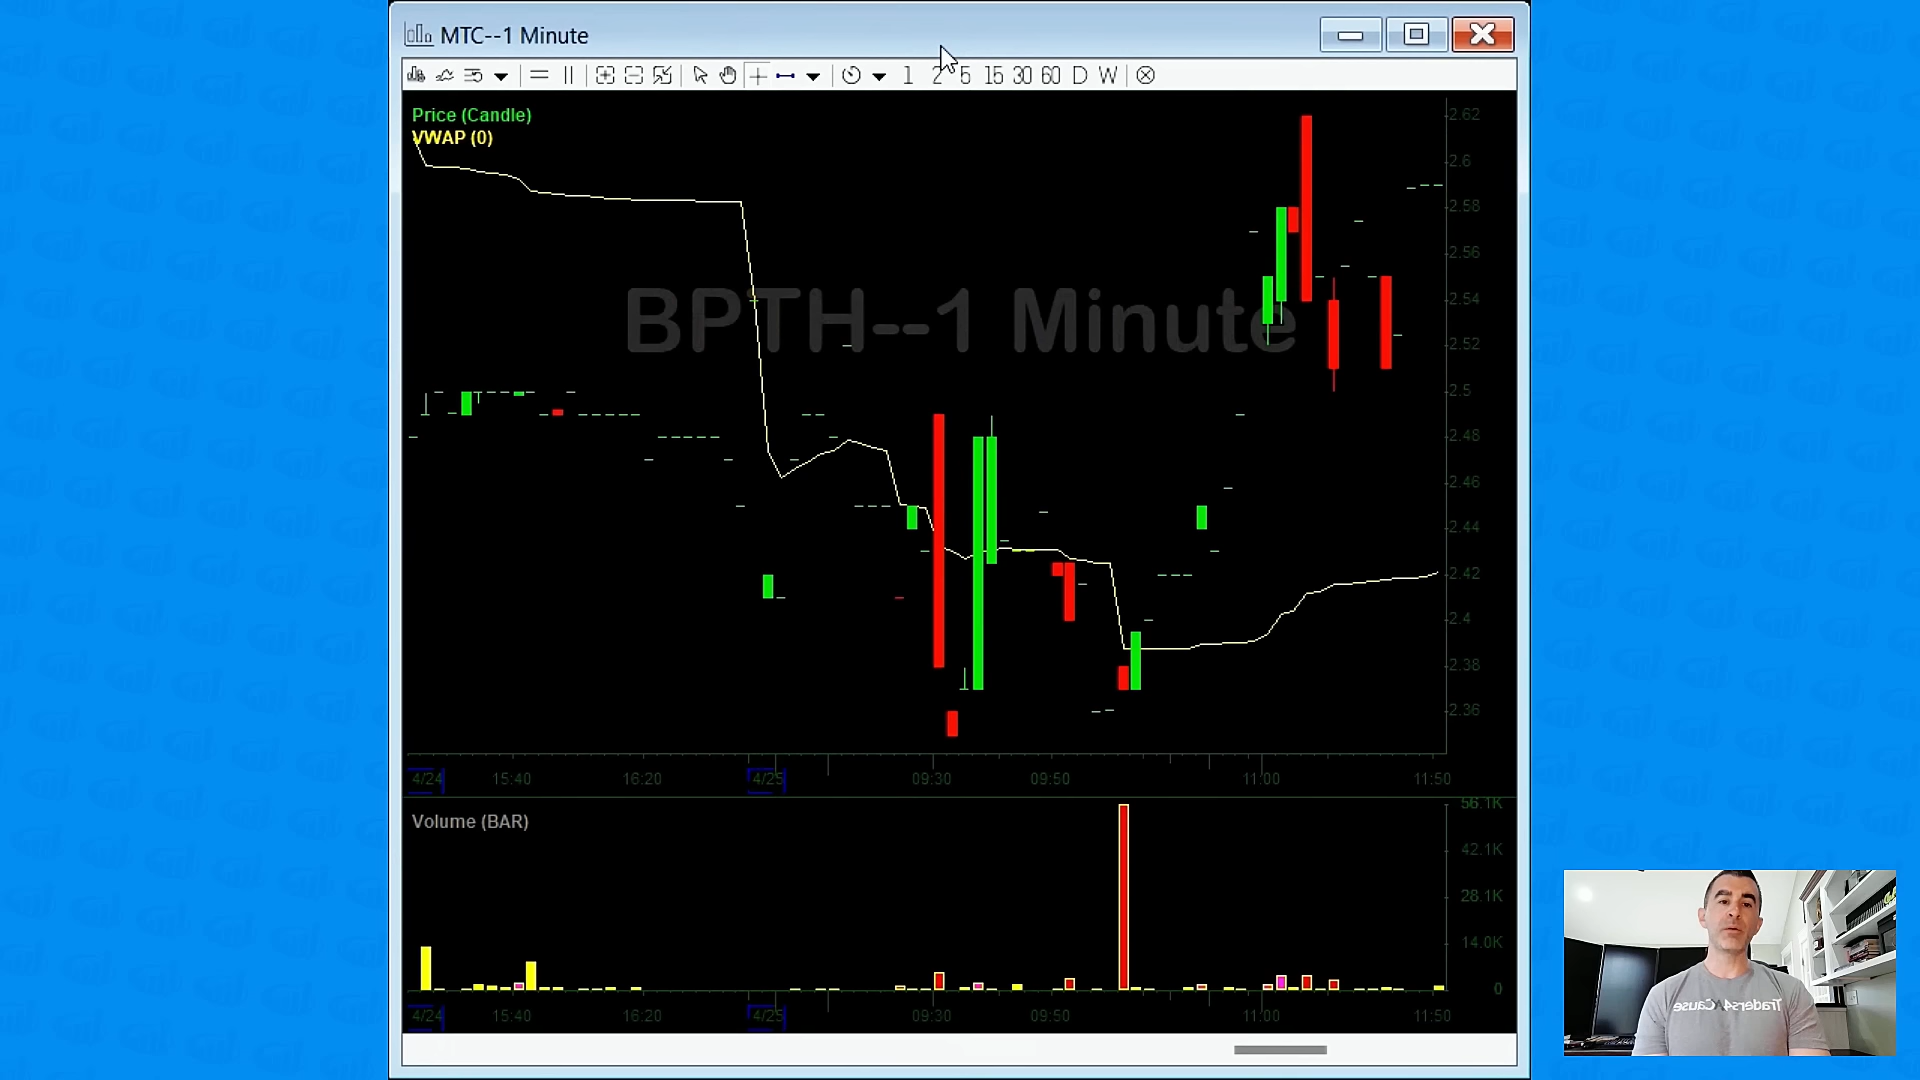 MTC--1 Minute
1 2 5 15 30 60 D W
Price (Candle)
VWAP (0)
BPTH--1 Minute
2.62
2.6
2.58
2.56
2.54
2.52
2.5
2.48
2.46
2.44
2.42
2.4
2.38
2.36
4/24 15:40 16:20 4/25 09:30 09:50 11:00 11:50
Volume (BAR)
56.1K
42.1K
28.1K
14.0K
0
4/24 15:40 16:20 4/25 09:30 09:50 11:00 11:50
Traders4ACause